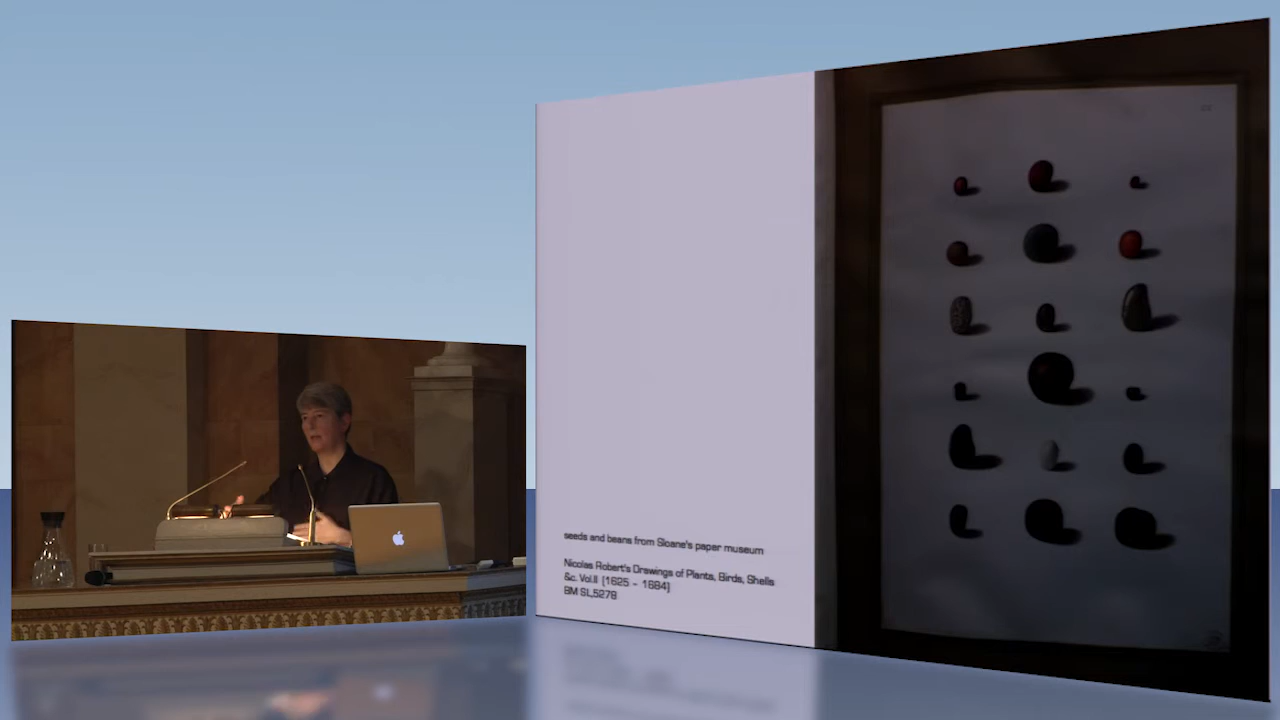 seeds and beans from Sloane's paper museum
Nicolas Robert's Drawings of Plants, Birds, Shells
&c. Vol.II (1625 - 1684)
BM SL,5279